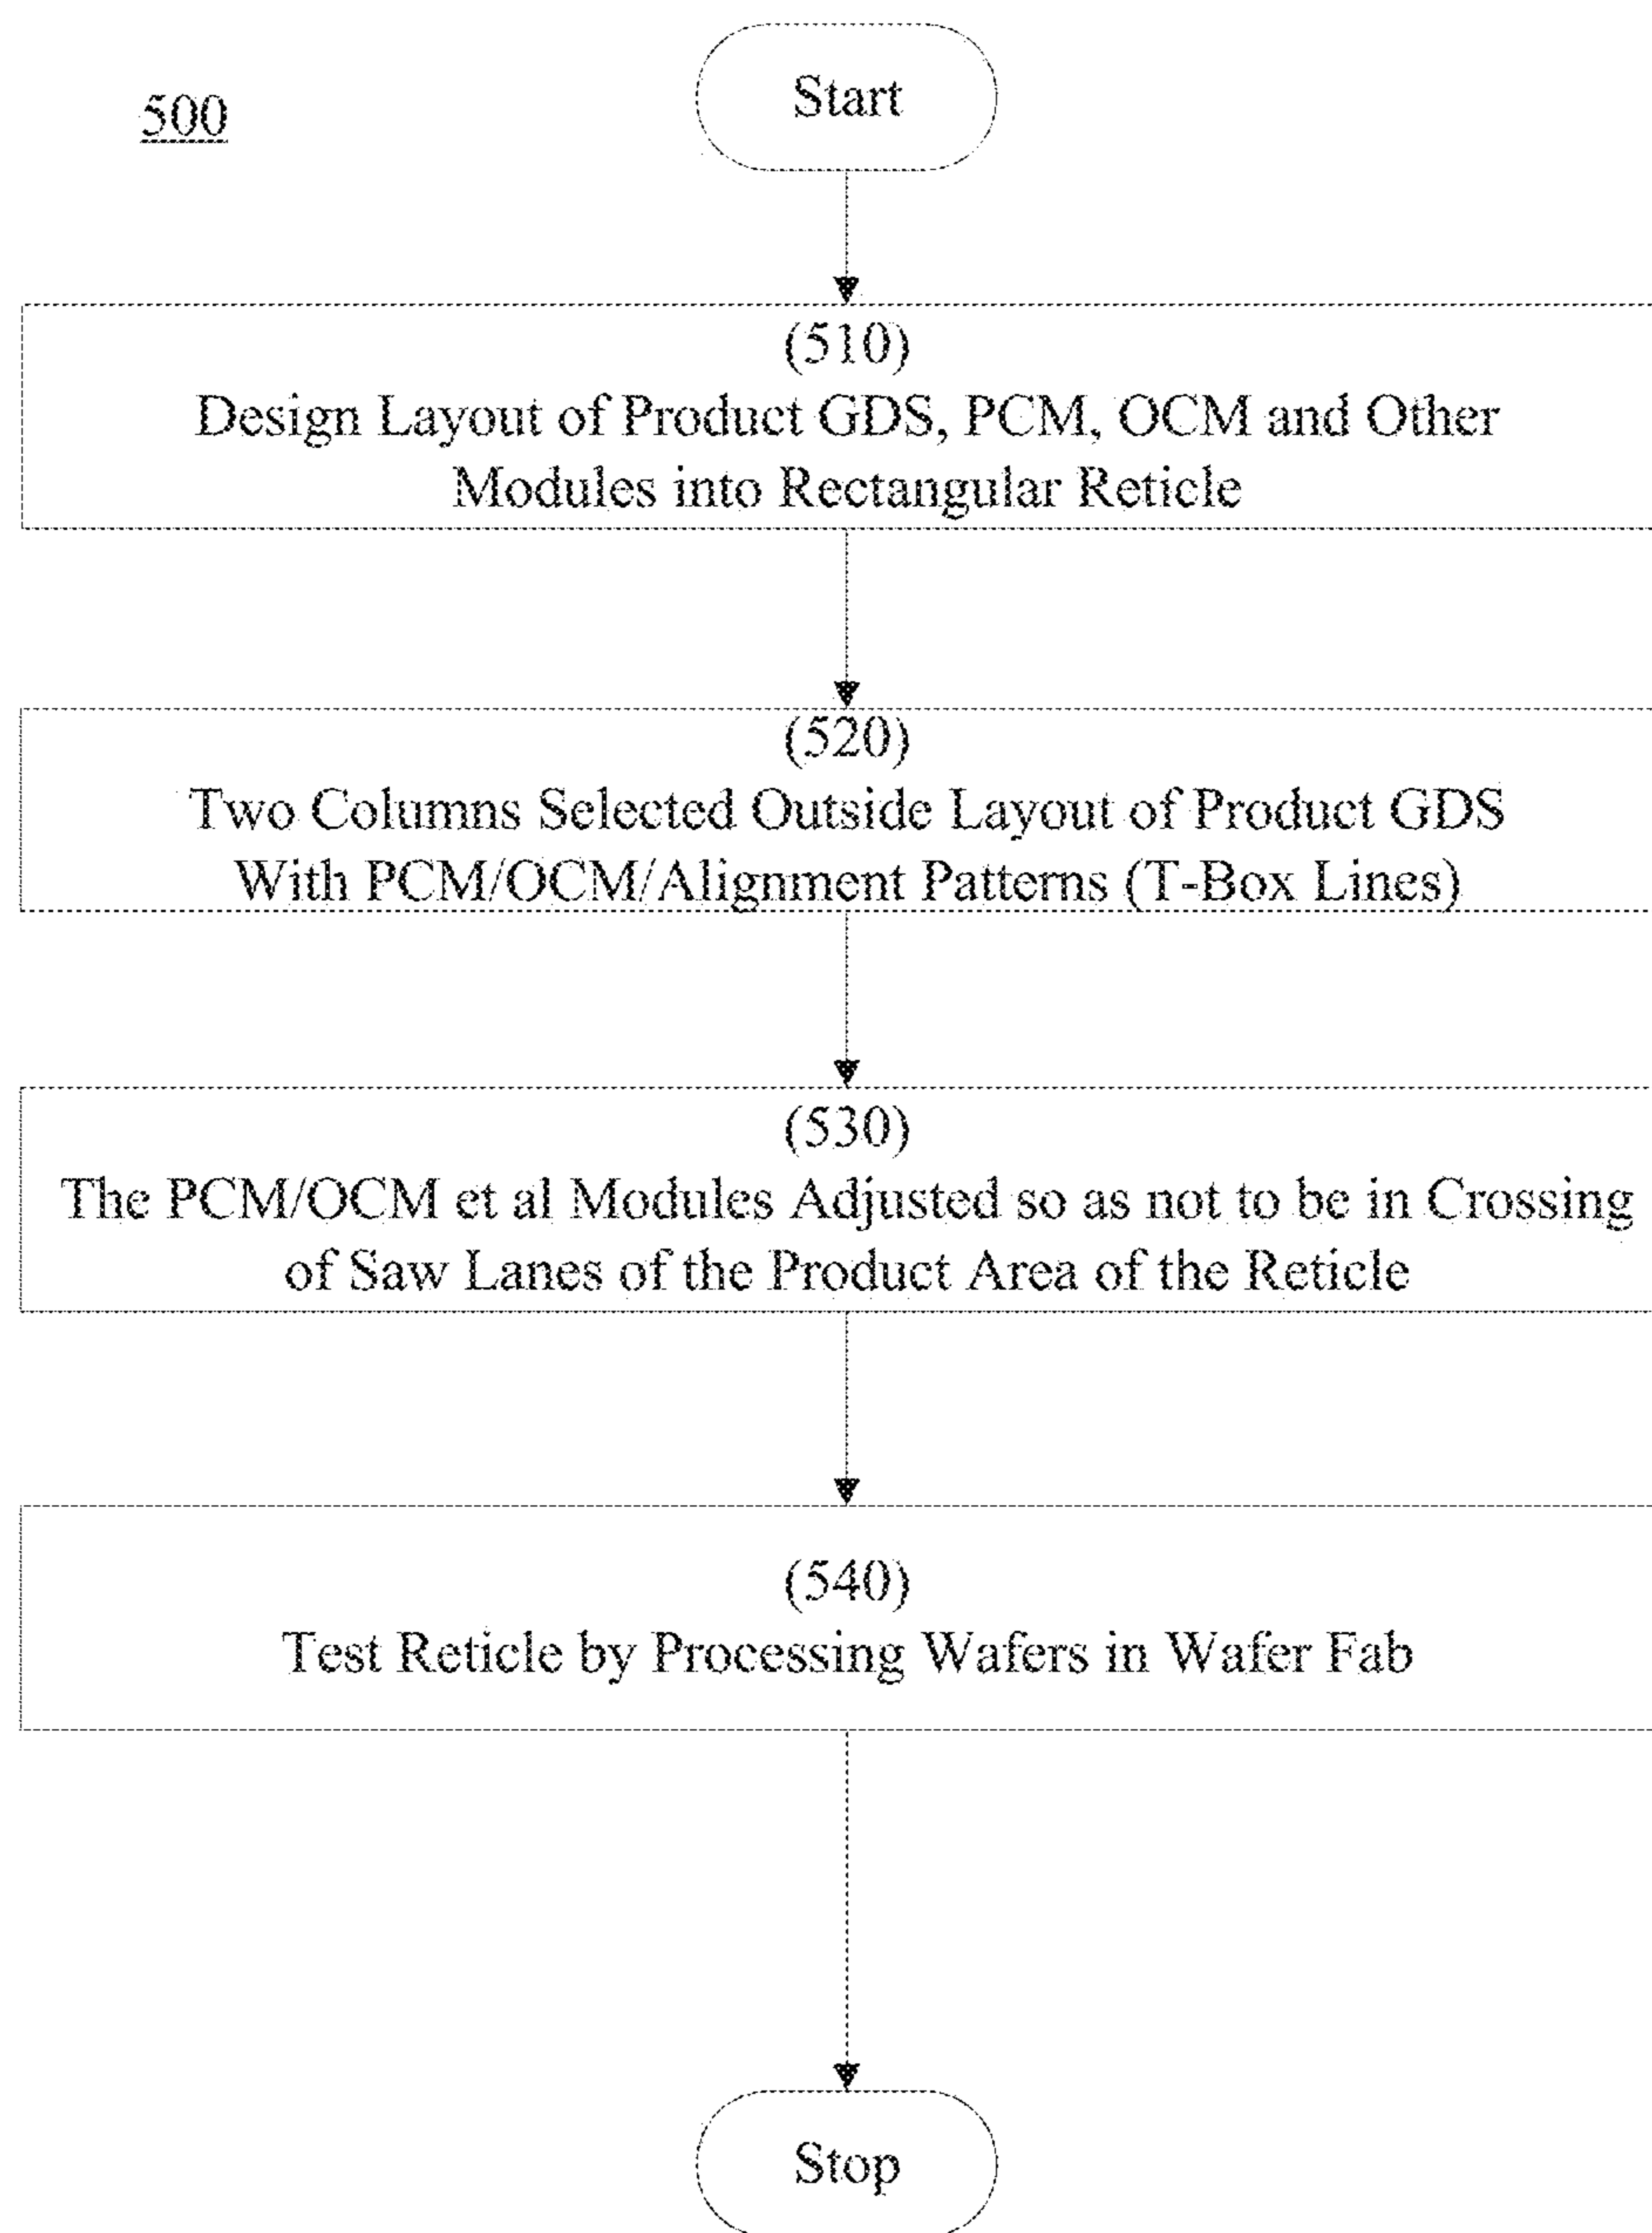 500
Start
(510)
Design Layout of Product GDS, PCM, OCM and Other
Modules into Rectangular Reticle
(520)
Two Columns Selected Outside Layout of Product GDS
With PCM/OCM/Alignment Patterns (T-Box Lines)
(530)
The PCM/OCM et al Modules Adjusted so as not to be in Crossing
of Saw Lanes of the Product Area of the Reticle
(540)
Test Reticle by Processing Wafers in Wafer Fab
Stop